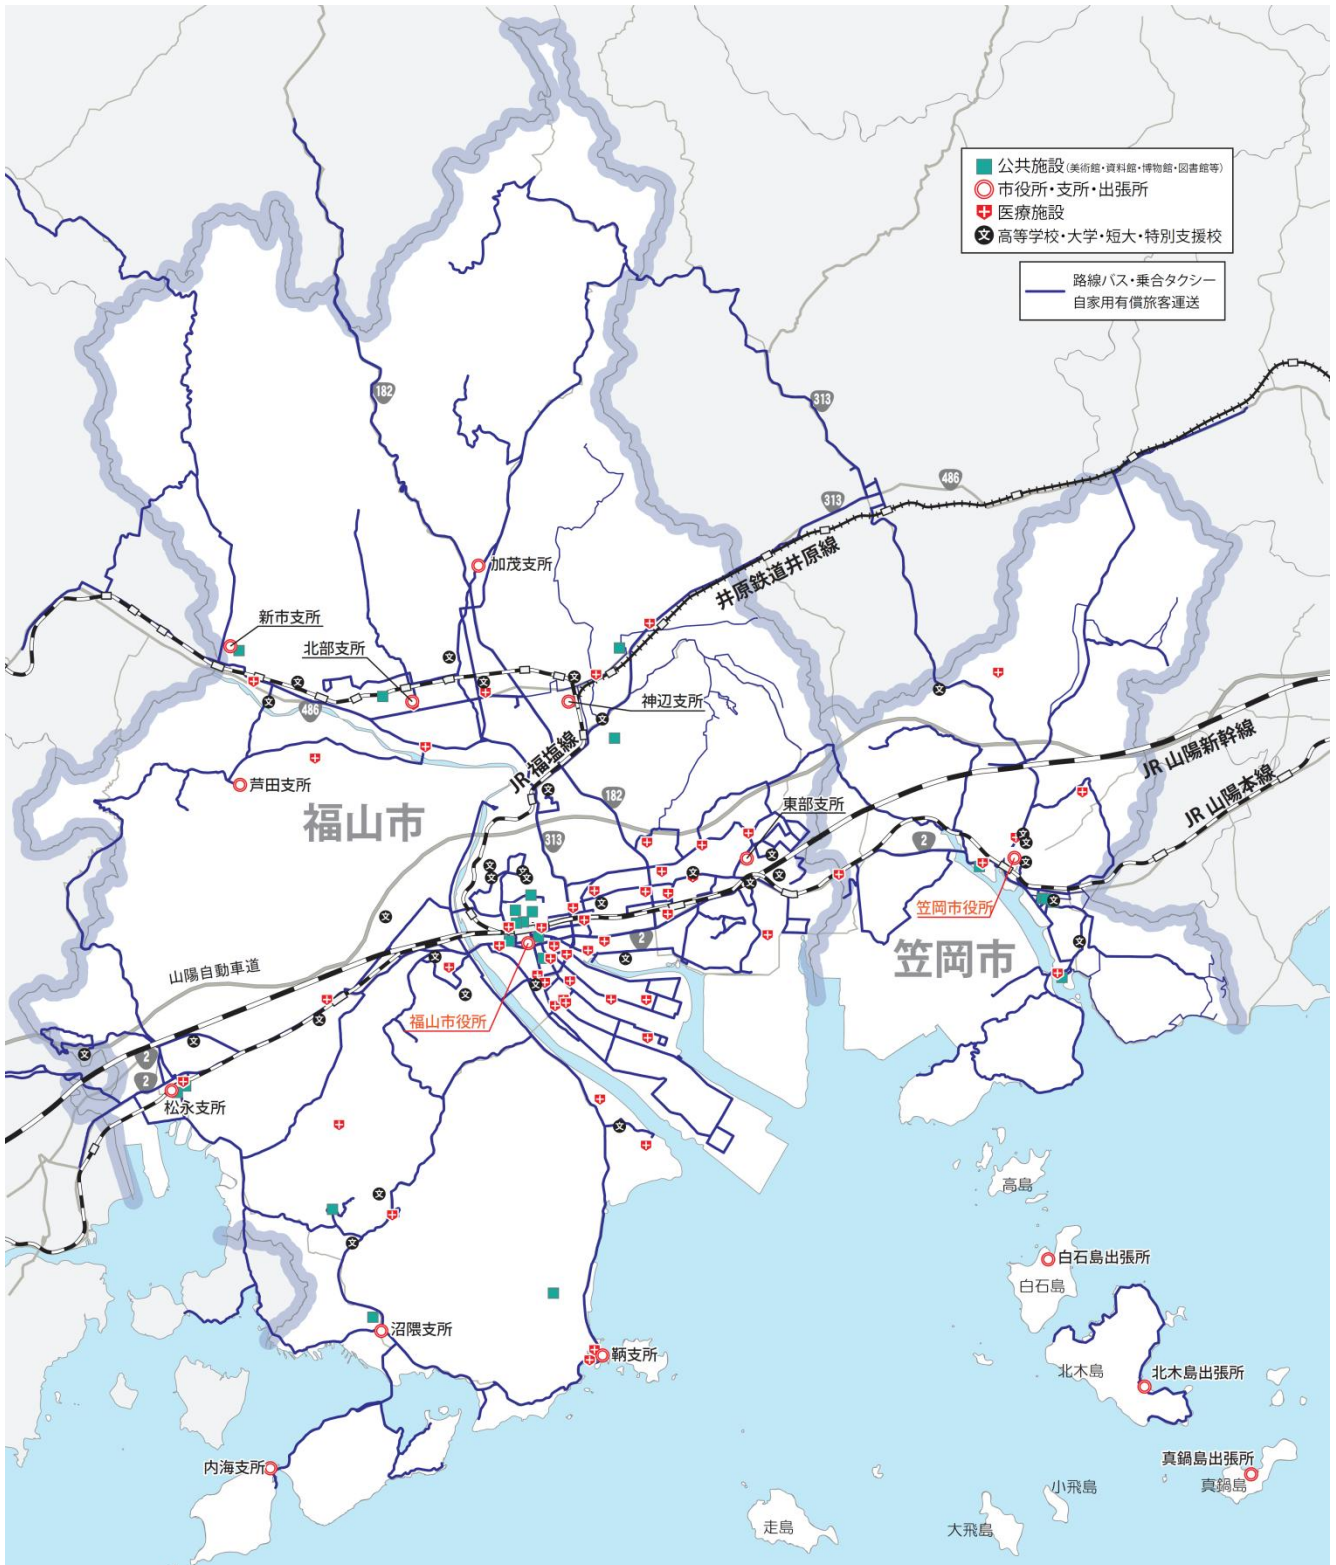 公共施設(美術館・資料館・博物館・図書館等)
市役所・支所・出張所
医療施設
文 高等学校・大学・短大・特別支援校
路線バス・乗合タクシー
自家用有償旅客運送
182
313
486
313
井原鉄道井原線
加茂支所
新市支所
北部支所
神辺支所
486
JR 福塩線
芦田支所
福山市
182
313
東部支所
2
JR 山陽新幹線
JR 山陽本線
笠岡市役所
笠岡市
2
山陽自動車道
福山市役所
2
2
松永支所
高島
白石島出張所
白石島
沼隈支所
鞆支所
北木島
北木島出張所
内海支所
真鍋島出張所
真鍋島
小飛島
大飛島
走島